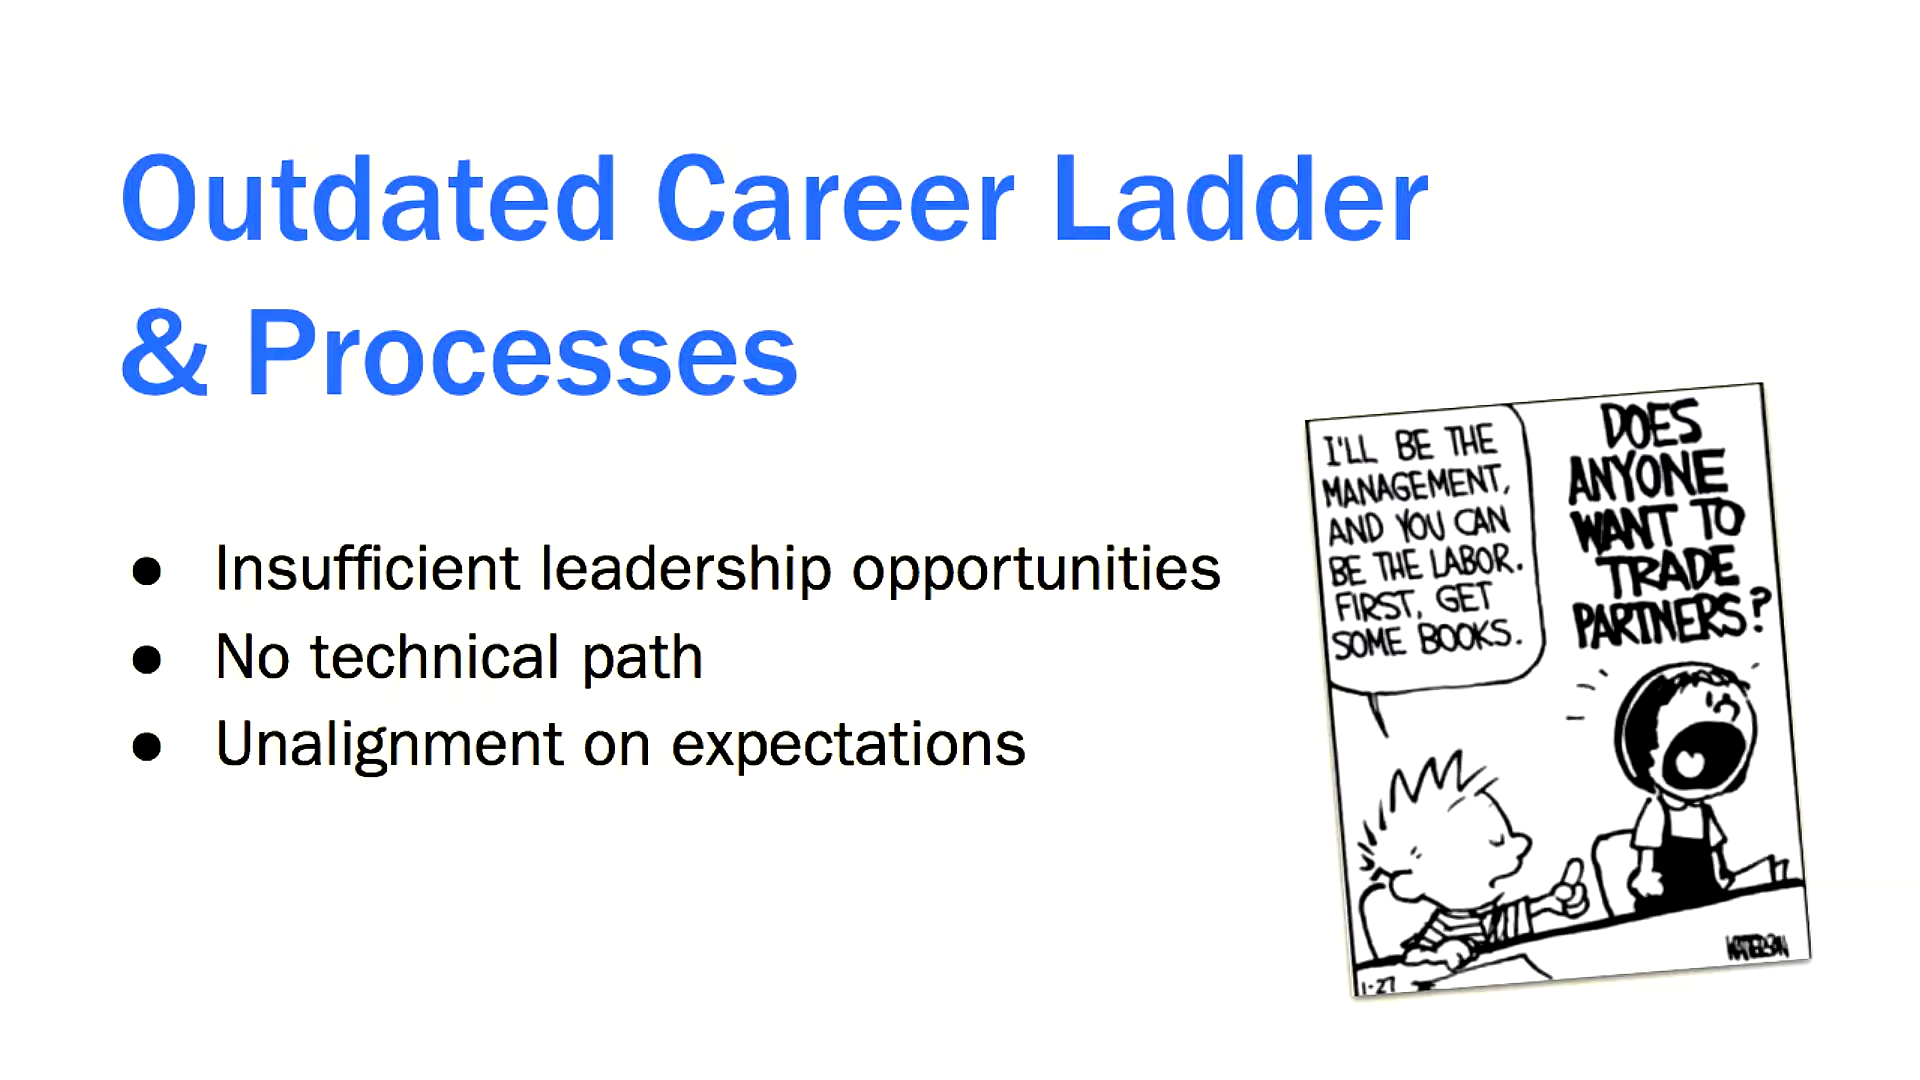 Outdated Career Ladder
& Processes
● Insufficient leadership opportunities
● No technical path
● Unalignment on expectations
I'LL BE THE
MANAGEMENT,
AND YOU CAN
BE THE LABOR.
FIRST, GET
SOME BOOKS.
DOES
ANYONE
WANT TO
TRADE
PARTNERS?
WATTERSON
1-27